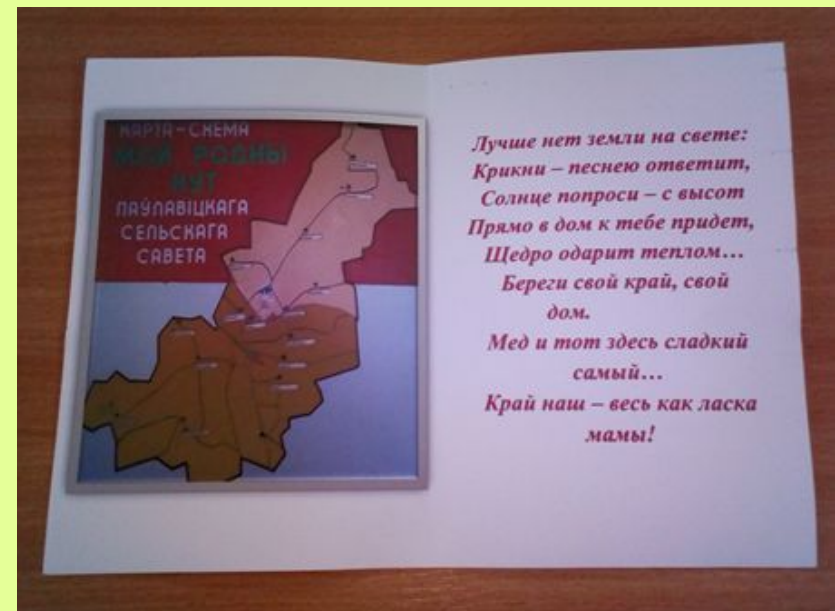 КАРТА-СХЕМА
МОЙ РОДНЫ
КУТ
ПАЎЛАВІЦКАГА
СЕЛЬСКАГА
САВЕТА
Лучше нет земли на свете:
Крикни – песнею ответит,
Солнце попроси – с высот
Прямо в дом к тебе придет,
Щедро одарит теплом...
Береги свой край, свой
дом.
Мед и тот здесь сладкий
самый...
Край наш – весь как ласка
мамы!